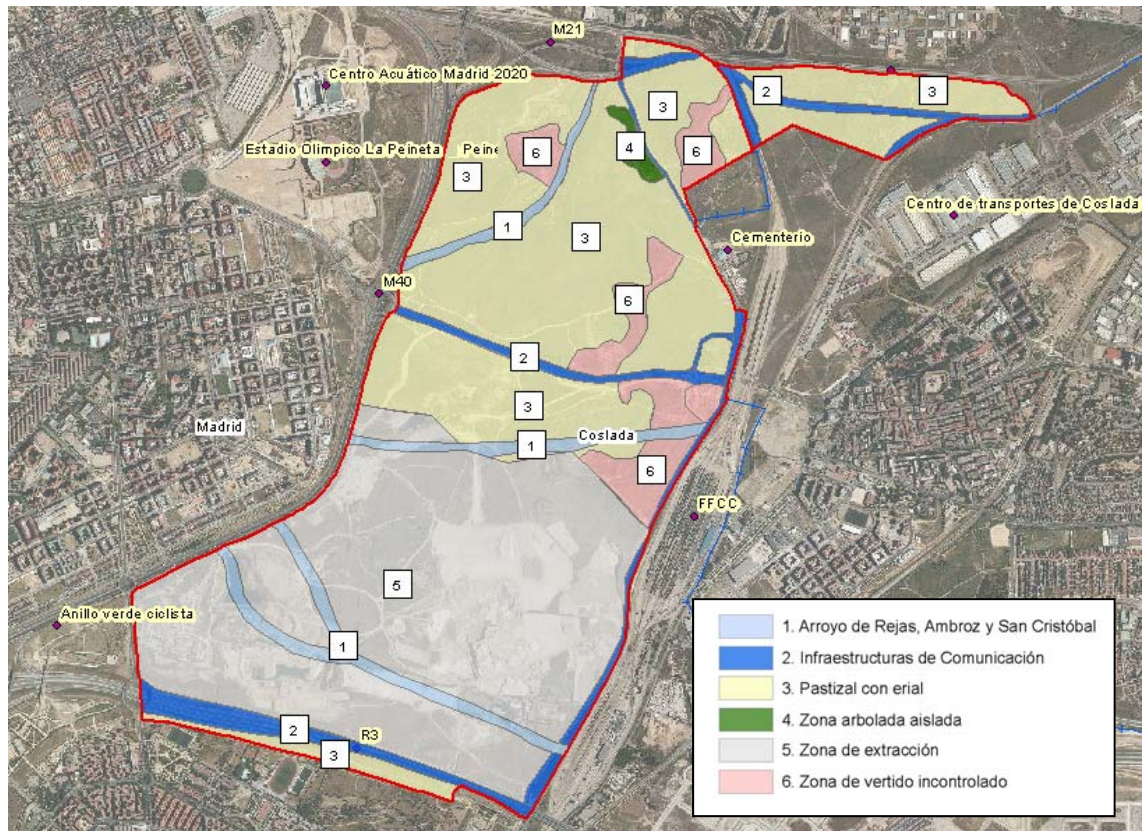 M21
Centro Acuático Madrid 2020
2
3
3
Estadio Olímpico La Peineta
Peine
6
4
6
3
Centro de transportes de Coslada
1
3
Cementerio
M40
6
2
3
Madrid
Coslada
1
6
FFCC
5
Anillo verde ciclista
1
2
R3
3
1. Arroyo de Rejas, Ambroz y San Cristóbal
2. Infraestructuras de Comunicación
3. Pastizal con erial
4. Zona arbolada aislada
5. Zona de extracción
6. Zona de vertido incontrolado